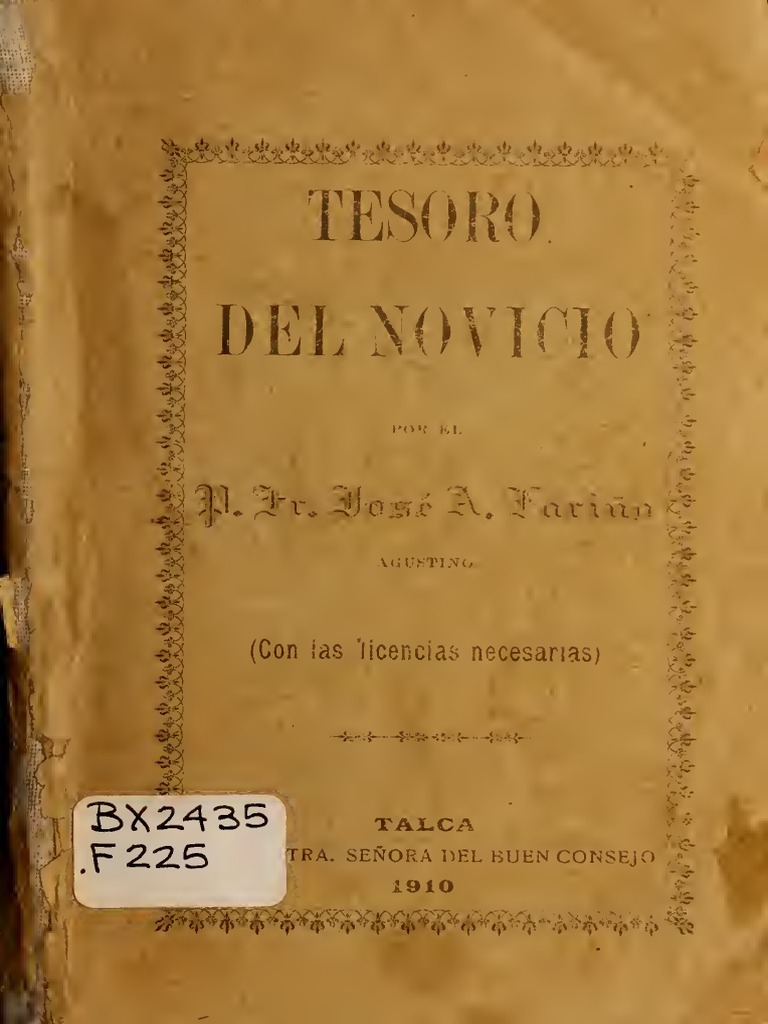 TESORO
DEL NOVICIO
POR EL
P. Fr. José A. Fariña
AGUSTINO
(Con las licencias necesarias)
TALCA
TRA. SEÑORA DEL BUEN CONSEJO
1910
BX2435
.F225